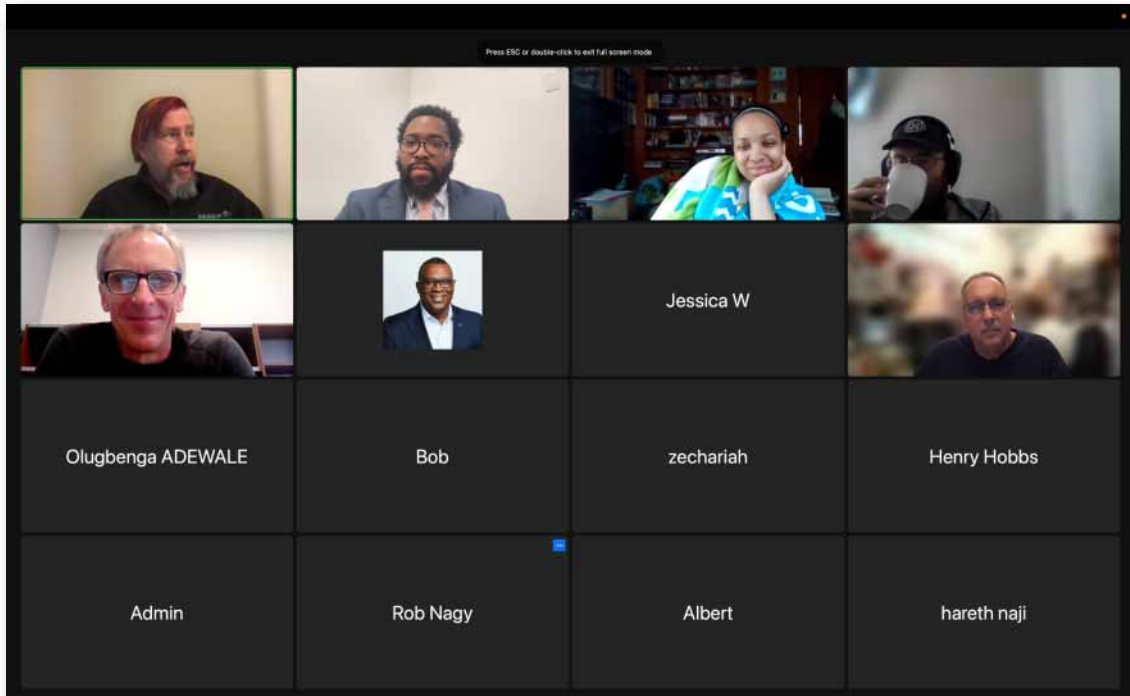 Press ESC or double-click to exit full screen mode
Jessica W
Olugbenga ADEWALE
Bob
zechariah
Henry Hobbs
Admin
Rob Nagy
Albert
hareth naji